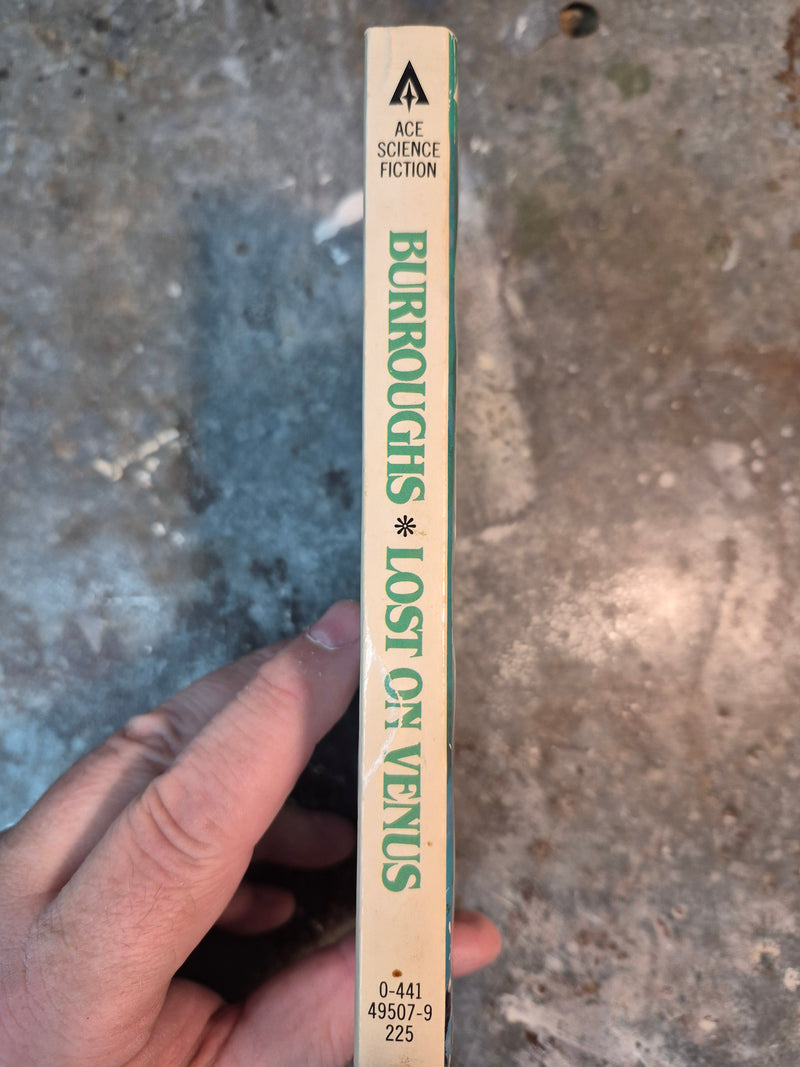 ACE
SCIENCE
FICTION
BURROUGHS * LOST ON VENUS
0-441
49507-9
225